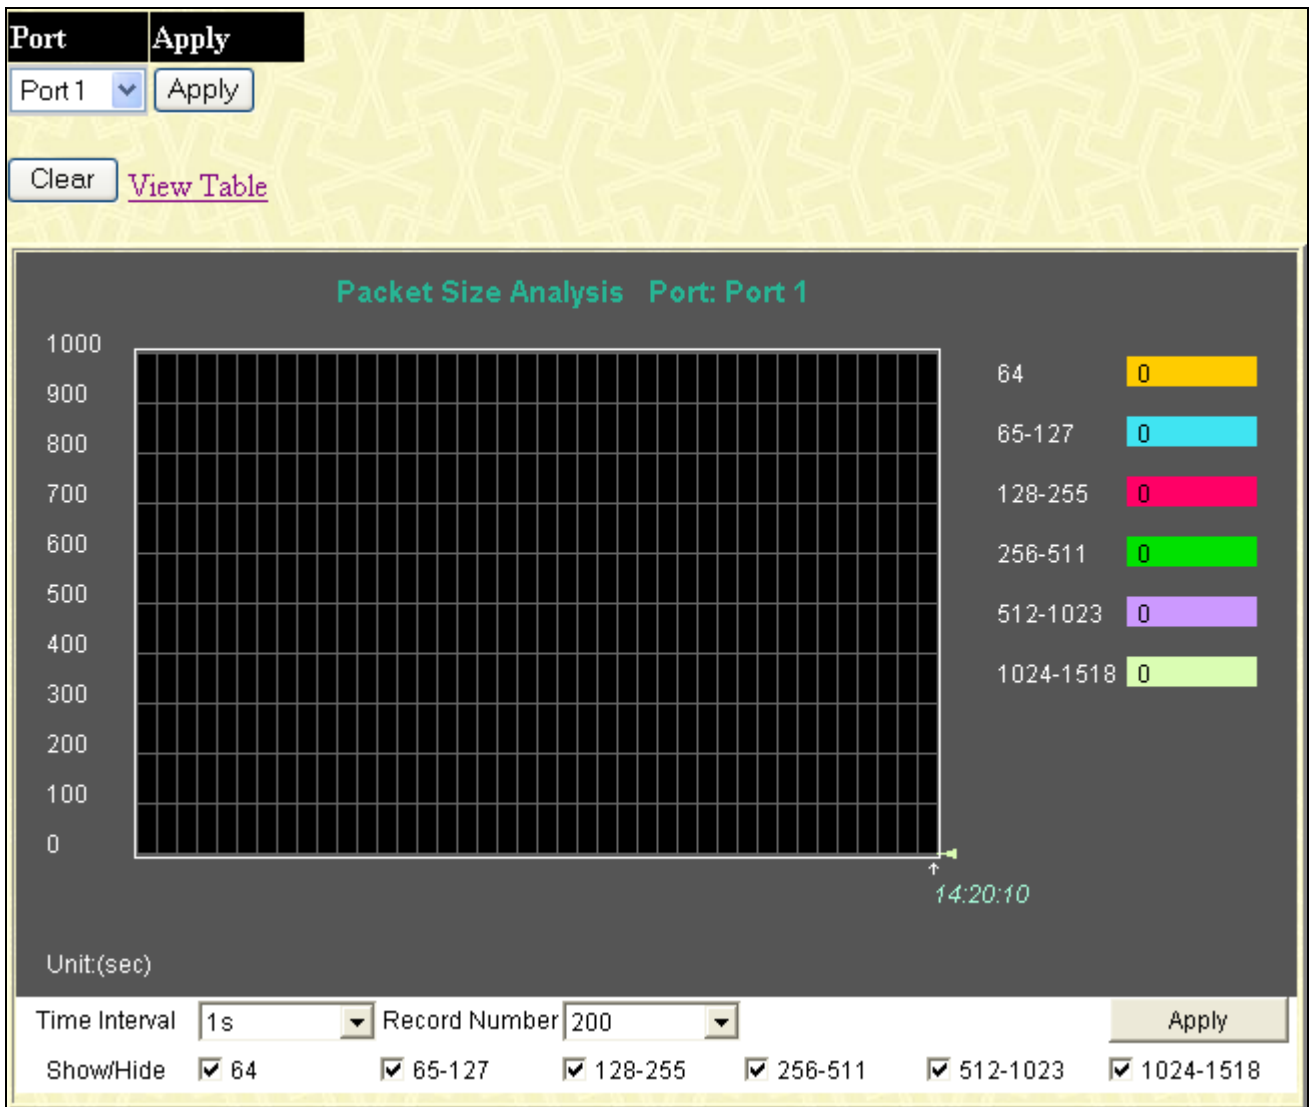 Port Apply
Port 1 Apply
Clear View Table
Packet Size Analysis Port: Port 1
1000
900
800
700
600
500
400
300
200
100
0
64 0
65-127 0
128-255 0
256-511 0
512-1023 0
1024-1518 0
14:20:10
Unit:(sec)
Time Interval 1s Record Number 200 Apply
Show/Hide 64 65-127 128-255 256-511 512-1023 1024-1518